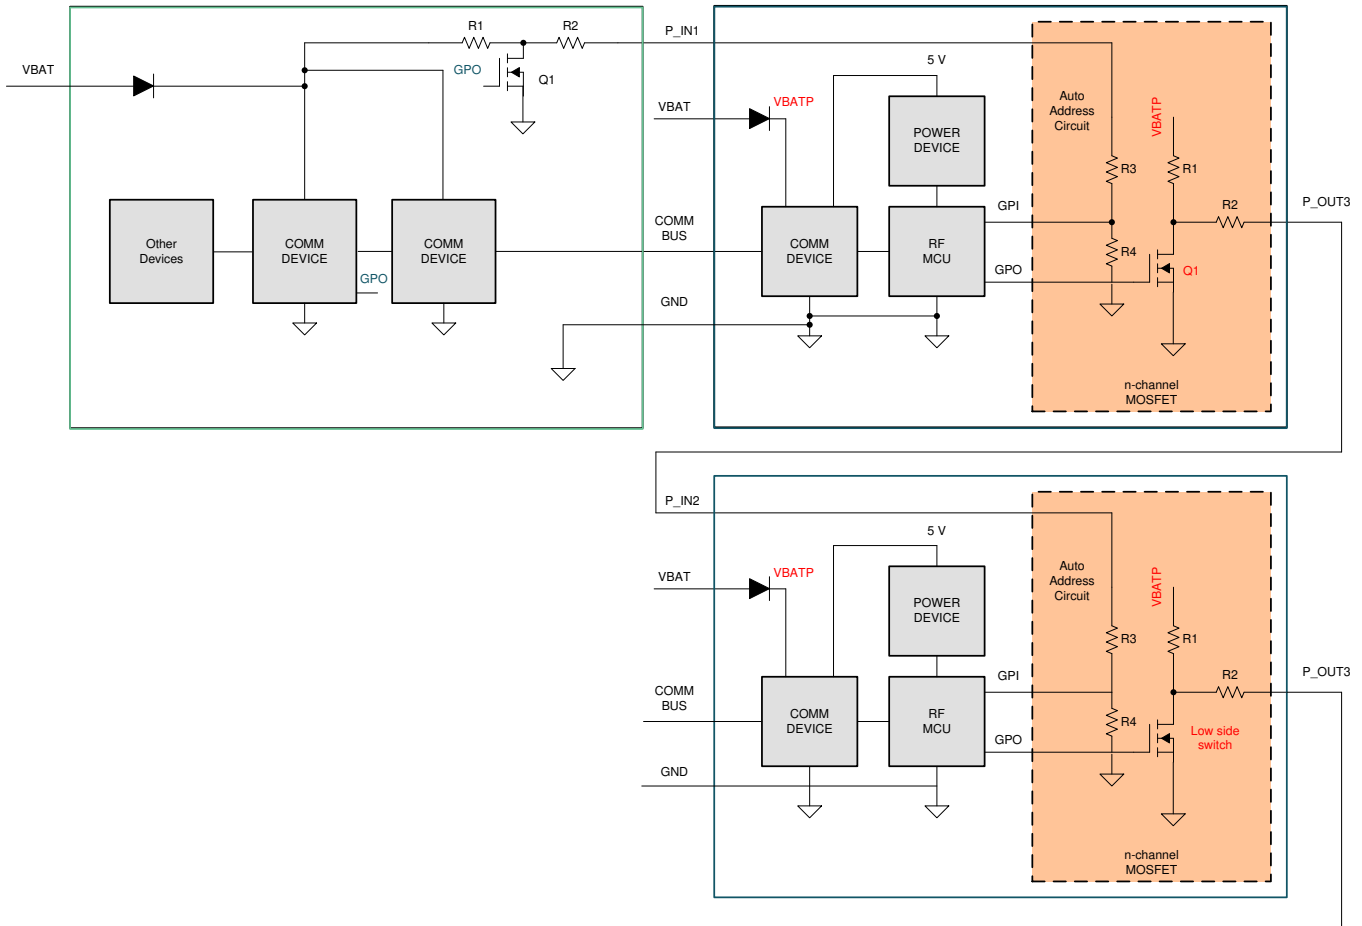 R1
R2
P_IN1
VBAT
GPO
Q1
Other
Devices
COMM
DEVICE
GPO
COMM
DEVICE
5 V
VBAT
VBATP
POWER
DEVICE
Auto
Address
Circuit
VBATP
R3
R1
COMM
BUS
COMM
DEVICE
RF
MCU
GPI
GPO
R4
R2
P_OUT3
Q1
GND
n-channel
MOSFET
P_IN2
5 V
VBAT
VBATP
POWER
DEVICE
Auto
Address
Circuit
VBATP
R3
R1
COMM
BUS
COMM
DEVICE
RF
MCU
GPI
GPO
R4
R2
P_OUT3
Low side
switch
GND
n-channel
MOSFET